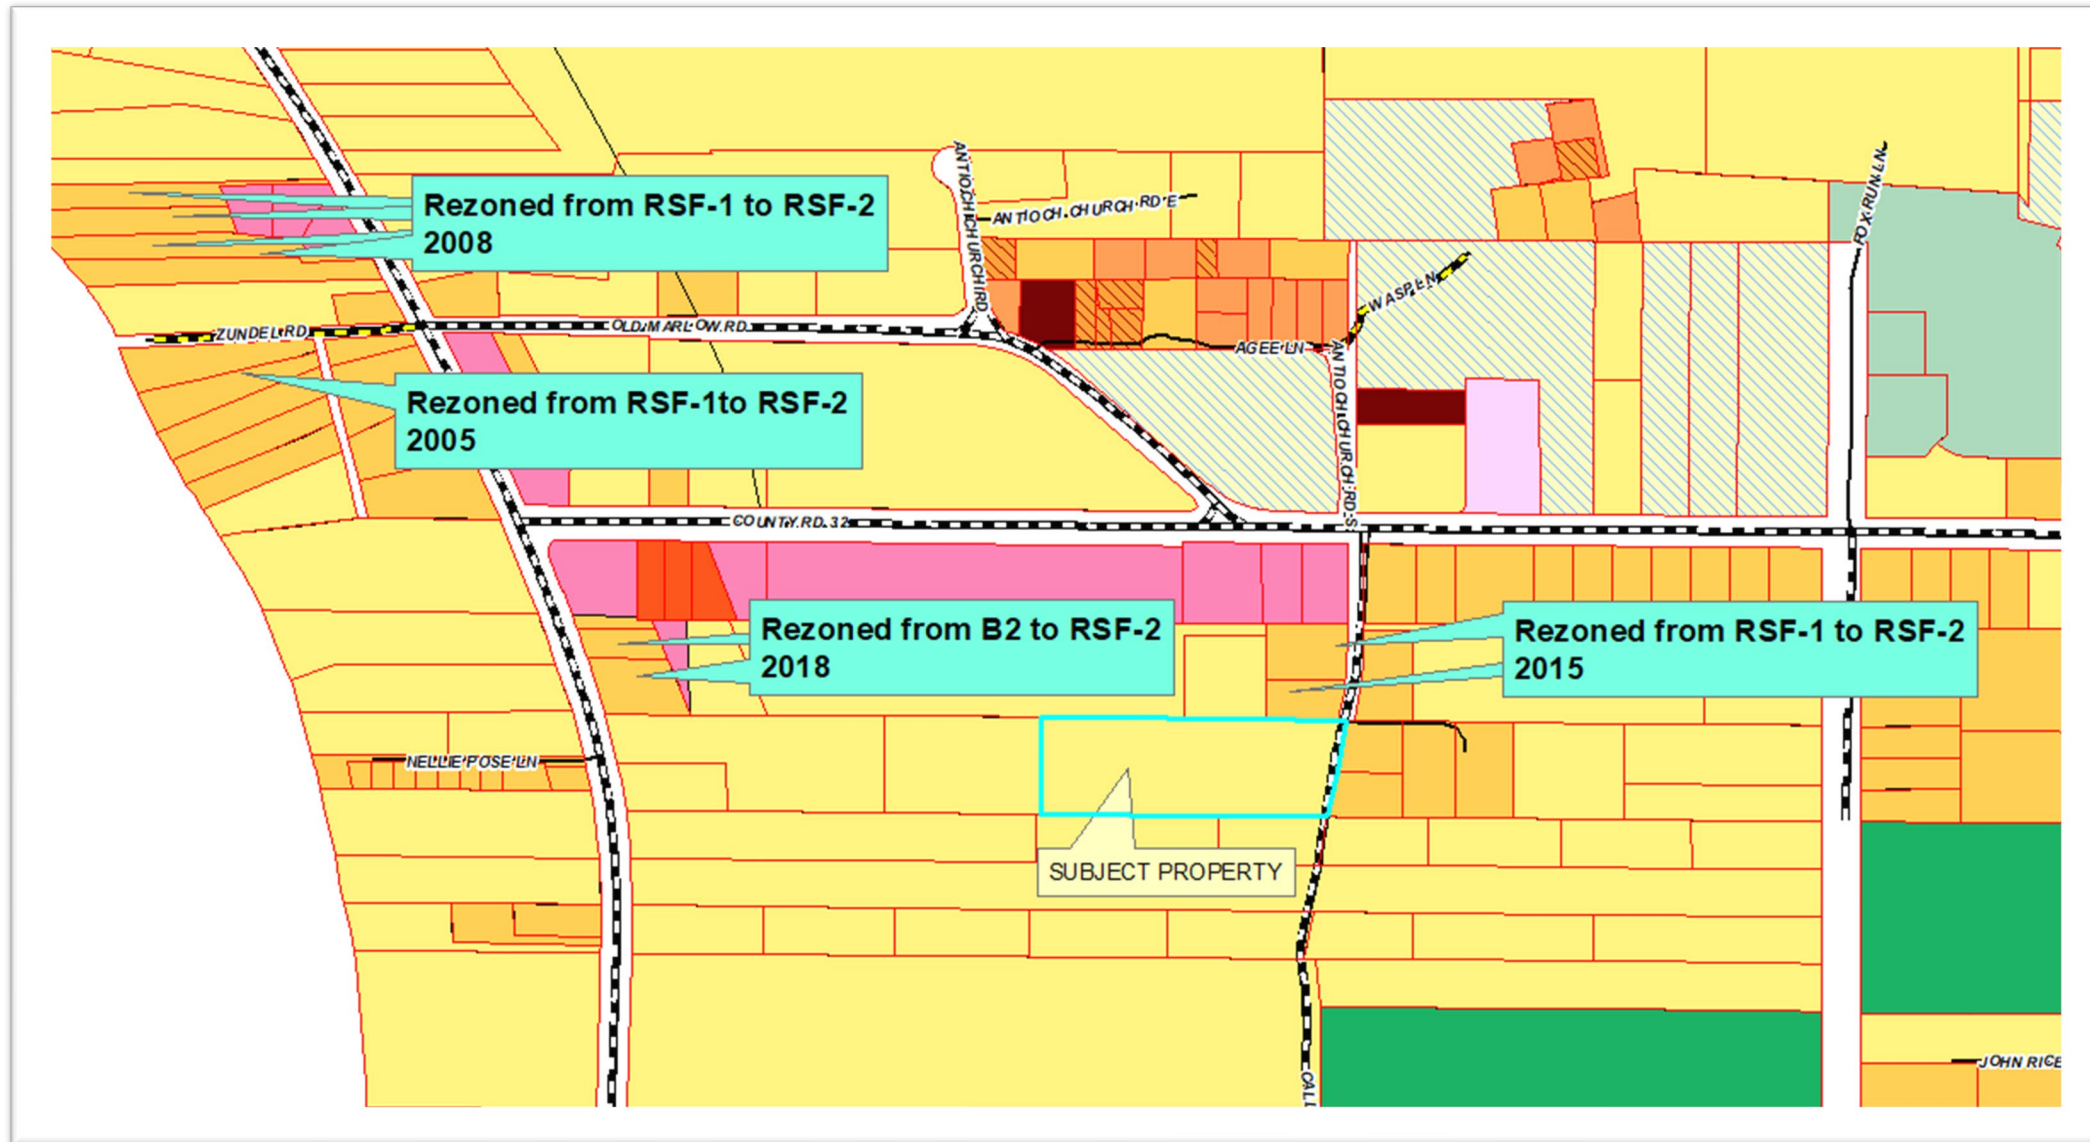 ANTIOCH CHURCH RD
ANTIOCH CHURCH RD E
FOX RUN LN
Rezoned from RSF-1 to RSF-2
2008
WASP LN
ZUNDEL RD
OLD MARLOW RD
AGEE LN
ANTIOCH CHURCH RD S
Rezoned from RSF-1to RSF-2
2005
COUNTY RD 32
Rezoned from B2 to RSF-2
2018
Rezoned from RSF-1 to RSF-2
2015
NELLIE POSE LN
SUBJECT PROPERTY
JOHN RICE
CALL